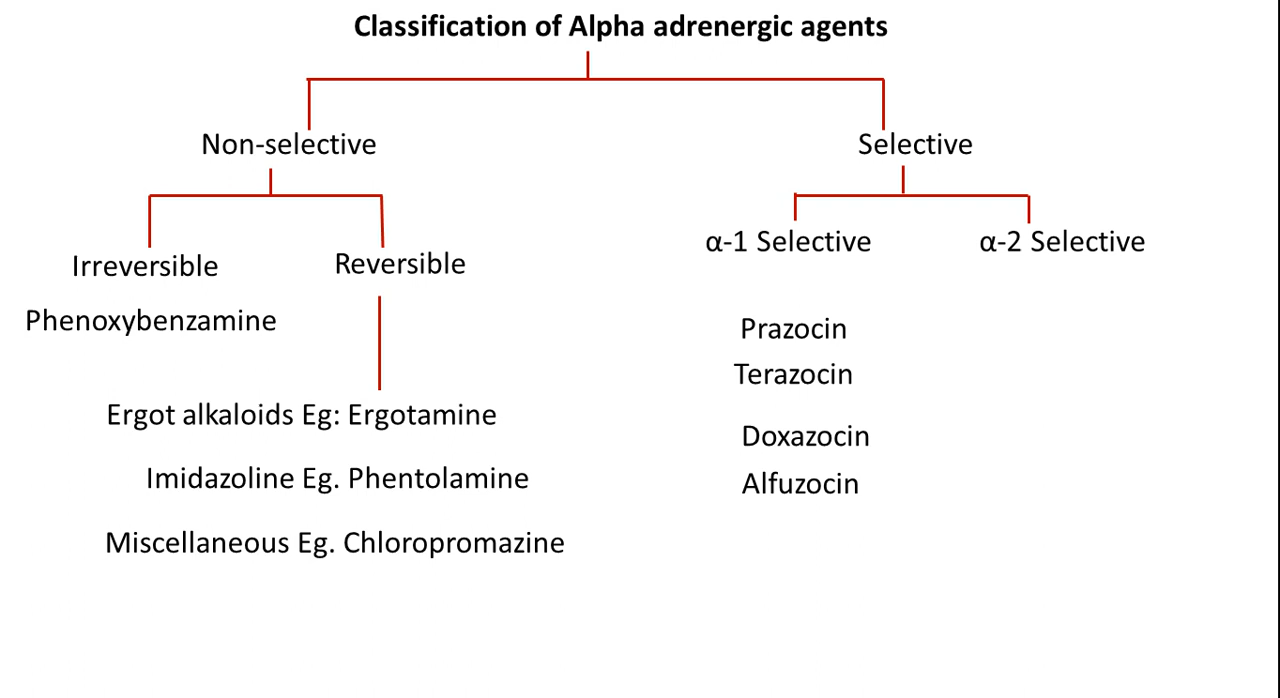 Classification of Alpha adrenergic agents
Non-selective
Selective
Irreversible
Reversible
α-1 Selective
α-2 Selective
Phenoxybenzamine
Prazocin
Terazocin
Ergot alkaloids Eg: Ergotamine
Doxazocin
Imidazoline Eg. Phentolamine
Alfuzocin
Miscellaneous Eg. Chloropromazine